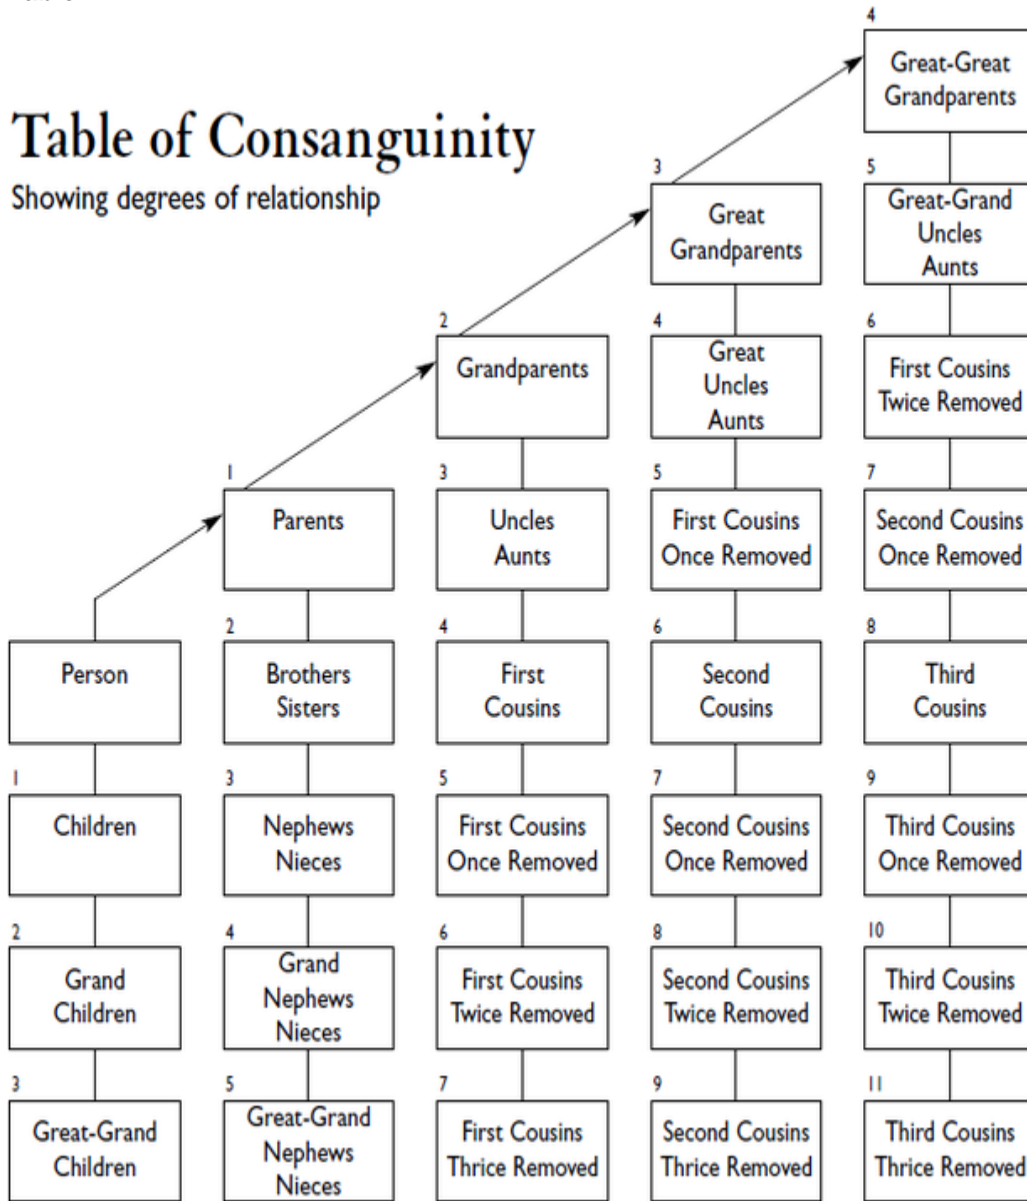 4
Great-Great
Grandparents
Table of Consanguinity
Showing degrees of relationship
3
Great
Grandparents
5
Great-Grand
Uncles
Aunts
2
Grandparents
4
Great
Uncles
Aunts
6
First Cousins
Twice Removed
1
Parents
3
Uncles
Aunts
5
First Cousins
Once Removed
7
Second Cousins
Once Removed
Person
2
Brothers
Sisters
4
First
Cousins
6
Second
Cousins
8
Third
Cousins
1
Children
3
Nephews
Nieces
5
First Cousins
Once Removed
7
Second Cousins
Once Removed
9
Third Cousins
Once Removed
2
Grand
Children
4
Grand
Nephews
Nieces
6
First Cousins
Twice Removed
8
Second Cousins
Twice Removed
10
Third Cousins
Twice Removed
3
Great-Grand
Children
5
Great-Grand
Nephews
Nieces
7
First Cousins
Thrice Removed
9
Second Cousins
Thrice Removed
11
Third Cousins
Thrice Removed